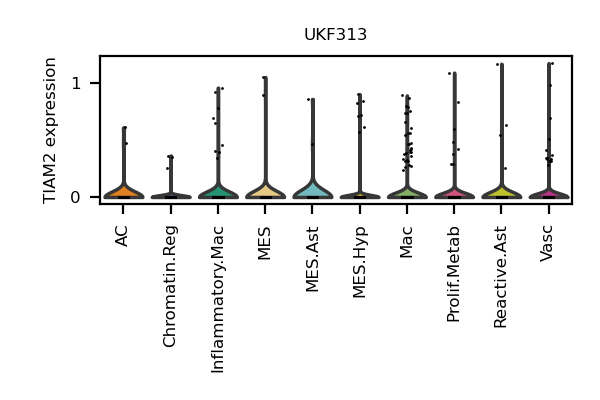 UKF313
TIAM2 expression
1
0
AC
Chromatin.Reg
Inflammatory.Mac
MES
MES.Ast
MES.Hyp
Mac
Prolif.Metab
Reactive.Ast
Vasc